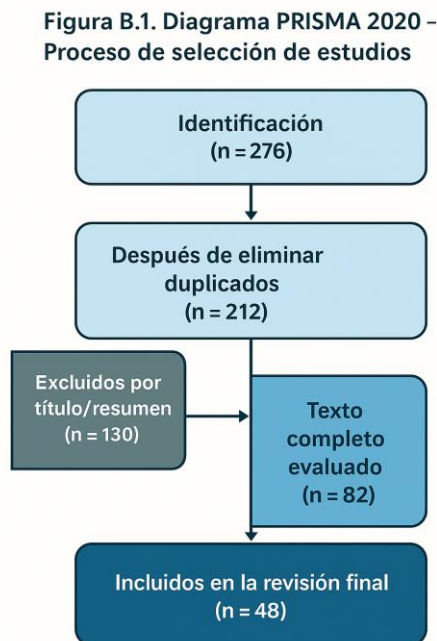 Figura B.1. Diagrama PRISMA 2020 –
Proceso de selección de estudios
Identificación
(n = 276)
Después de eliminar
duplicados
(n = 212)
Excluidos por
título/resumen
(n = 130)
Texto
completo
evaluado
(n = 82)
Incluidos en la revisión final
(n = 48)